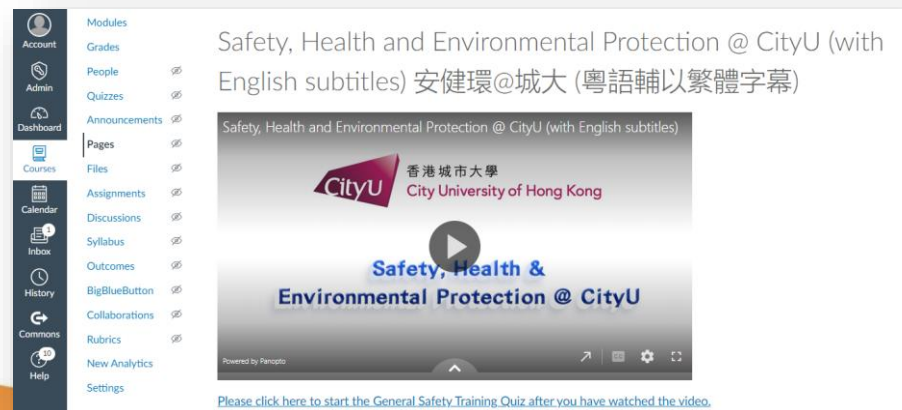 Account
Admin
Dashboard
Courses
Calendar
1
Inbox
History
Commons
10
Help
Modules
Grades
People
Quizzes
Announcements
Pages
Files
Assignments
Discussions
Syllabus
Outcomes
BigBlueButton
Collaborations
Rubrics
New Analytics
Settings
Safety, Health and Environmental Protection @ CityU (with
English subtitles) 安健環@城大 (粵語輔以繁體字幕)
Safety, Health and Environmental Protection @ CityU (with English subtitles)
CityU
香港城市大學
City University of Hong Kong
Safety, Health &
Environmental Protection @ CityU
Powered by Panopto
CC
Please click here to start the General Safety Training Quiz after you have watched the video.